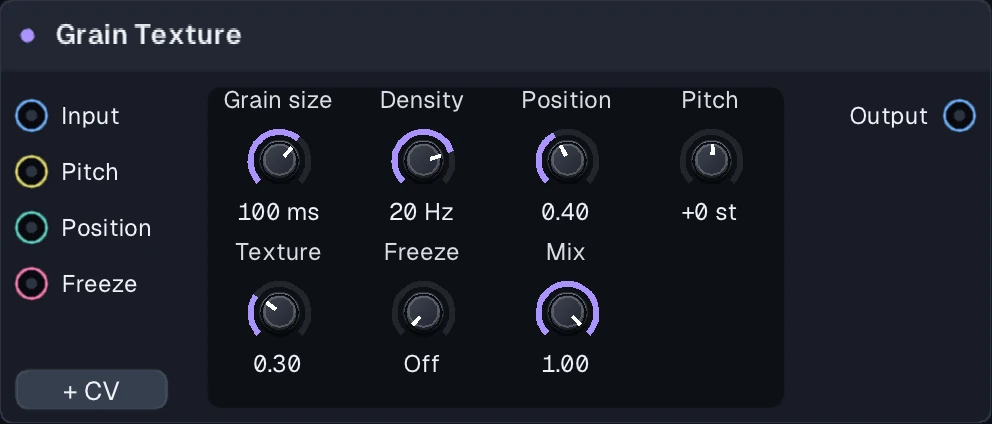 Grain Texture
Input
Pitch
Position
Freeze
+ CV
Grain size Density Position Pitch
100 ms 20 Hz 0.40 +0 st
Texture Freeze Mix
0.30 Off 1.00
Output